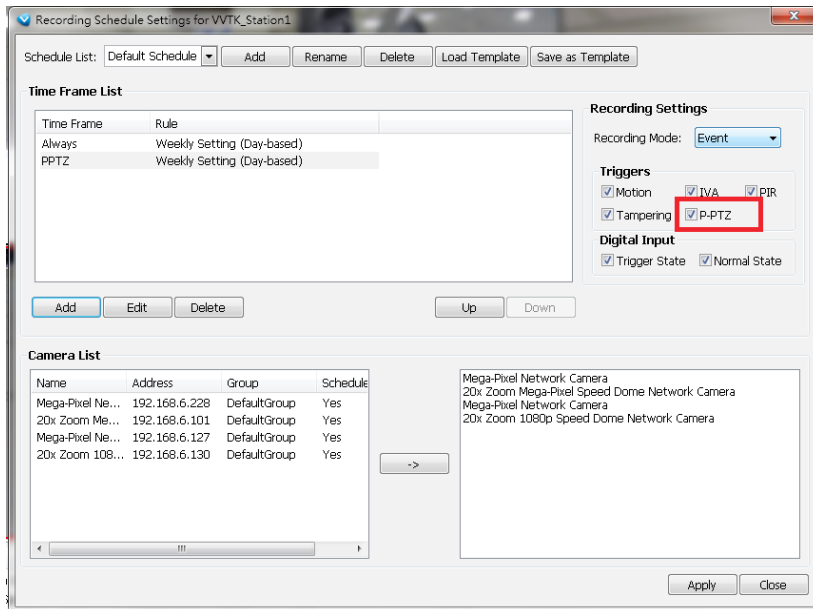 Recording Schedule Settings for VVTK_Station1
Schedule List: Default Schedule Add Rename Delete Load Template Save as Template
Time Frame List
Time Frame Rule
Always Weekly Setting (Day-based)
PPTZ Weekly Setting (Day-based)
Recording Settings
Recording Mode: Event
Triggers
Motion IVA PIR
Tampering P-PTZ
Digital Input
Trigger State Normal State
Add Edit Delete Up Down
Camera List
Name Address Group Schedule
Mega-Pixel Ne... 192.168.6.228 DefaultGroup Yes
20x Zoom Me... 192.168.6.101 DefaultGroup Yes
Mega-Pixel Ne... 192.168.6.127 DefaultGroup Yes
20x Zoom 108... 192.168.6.130 DefaultGroup Yes
->
Mega-Pixel Network Camera
20x Zoom Mega-Pixel Speed Dome Network Camera
Mega-Pixel Network Camera
20x Zoom 1080p Speed Dome Network Camera
Apply Close